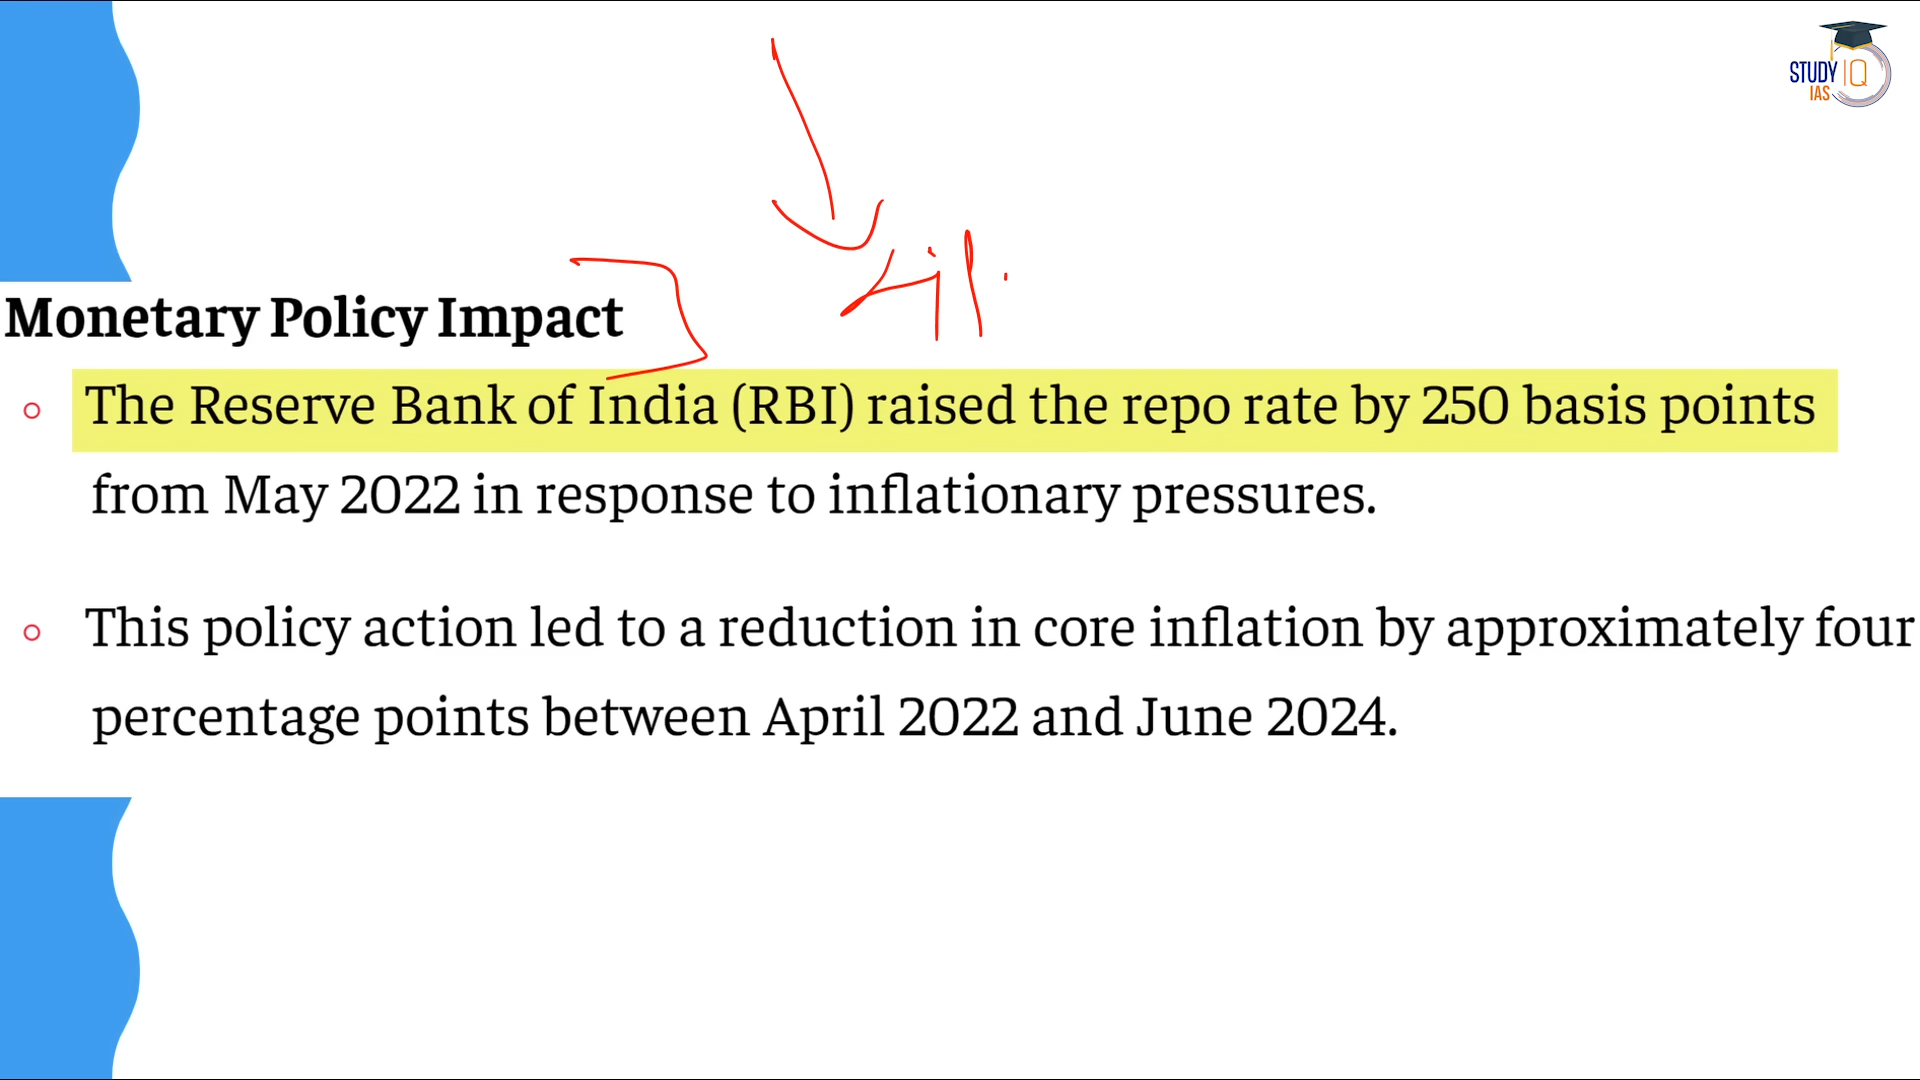 STUDY IQ
IAS
Monetary Policy Impact
The Reserve Bank of India (RBI) raised the repo rate by 250 basis points
from May 2022 in response to inflationary pressures.
This policy action led to a reduction in core inflation by approximately four
percentage points between April 2022 and June 2024.